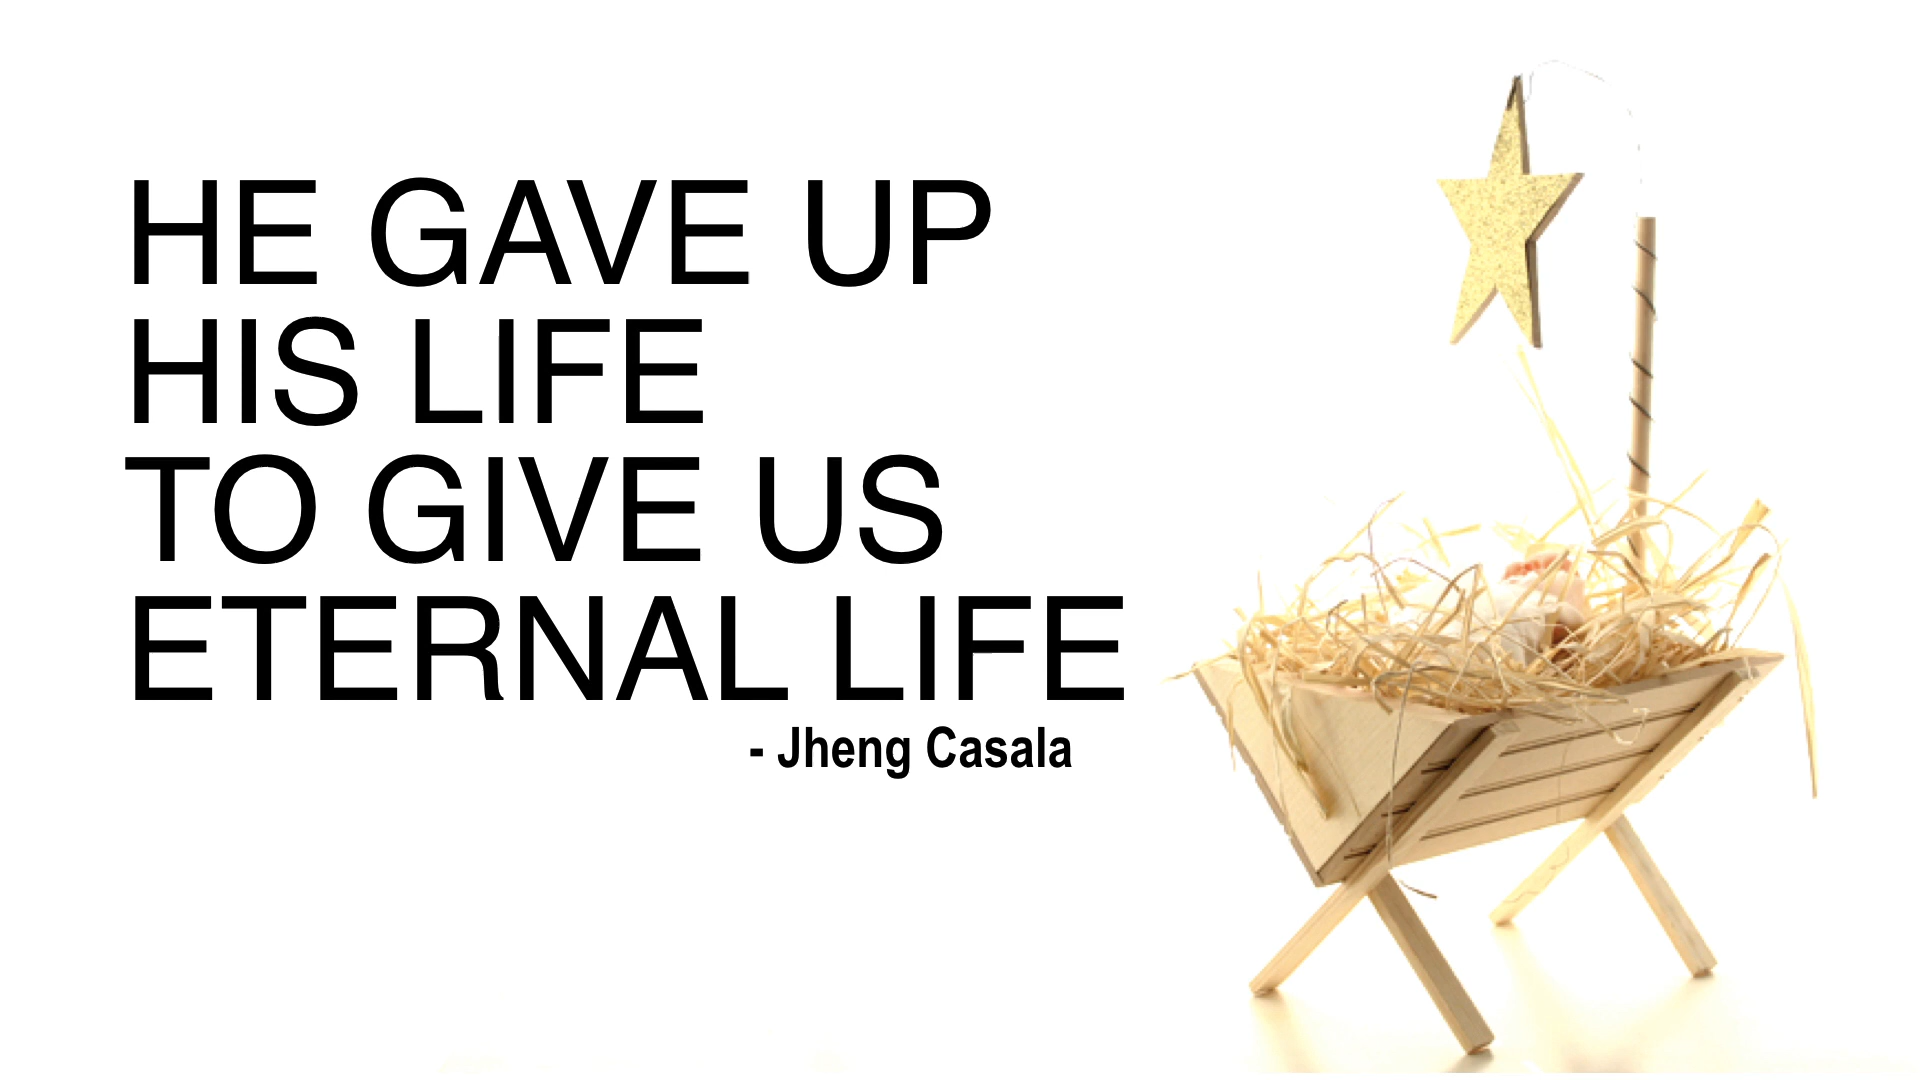 HE GAVE UP
HIS LIFE
TO GIVE US
ETERNAL LIFE
- Jheng Casala